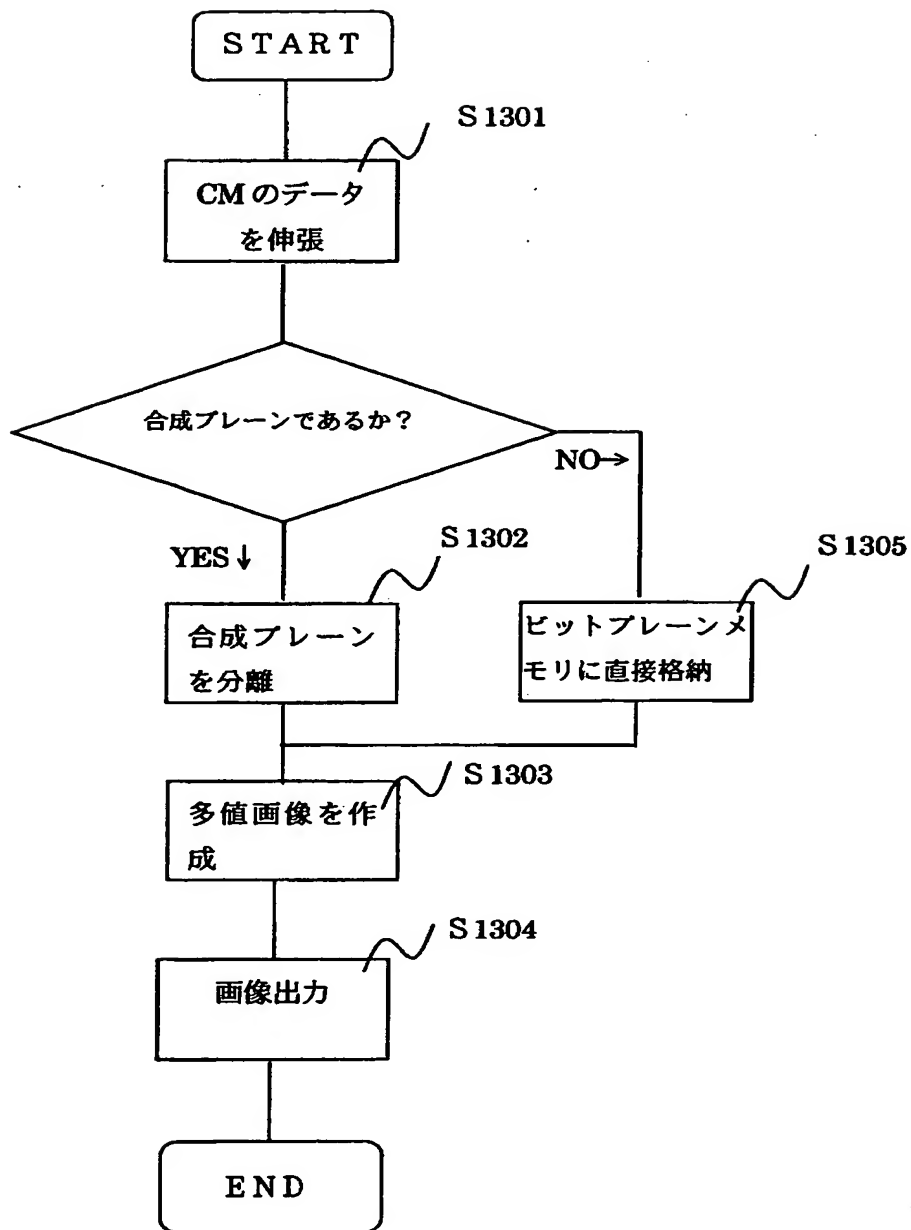 START
S1301
CMのデータ
を伸張
合成プレーンであるか？
NO→
YES↓
S1302
S1305
合成プレーン
を分離
ビットプレーンメ
モリに直接格納
S1303
多値画像を作
成
S1304
画像出力
END